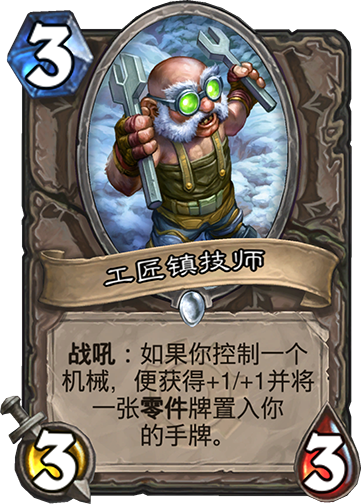 3
工匠镇技师
战吼：如果你控制一个
机械，便获得+1/+1并将
一张零件牌置入你
的手牌。
3
3